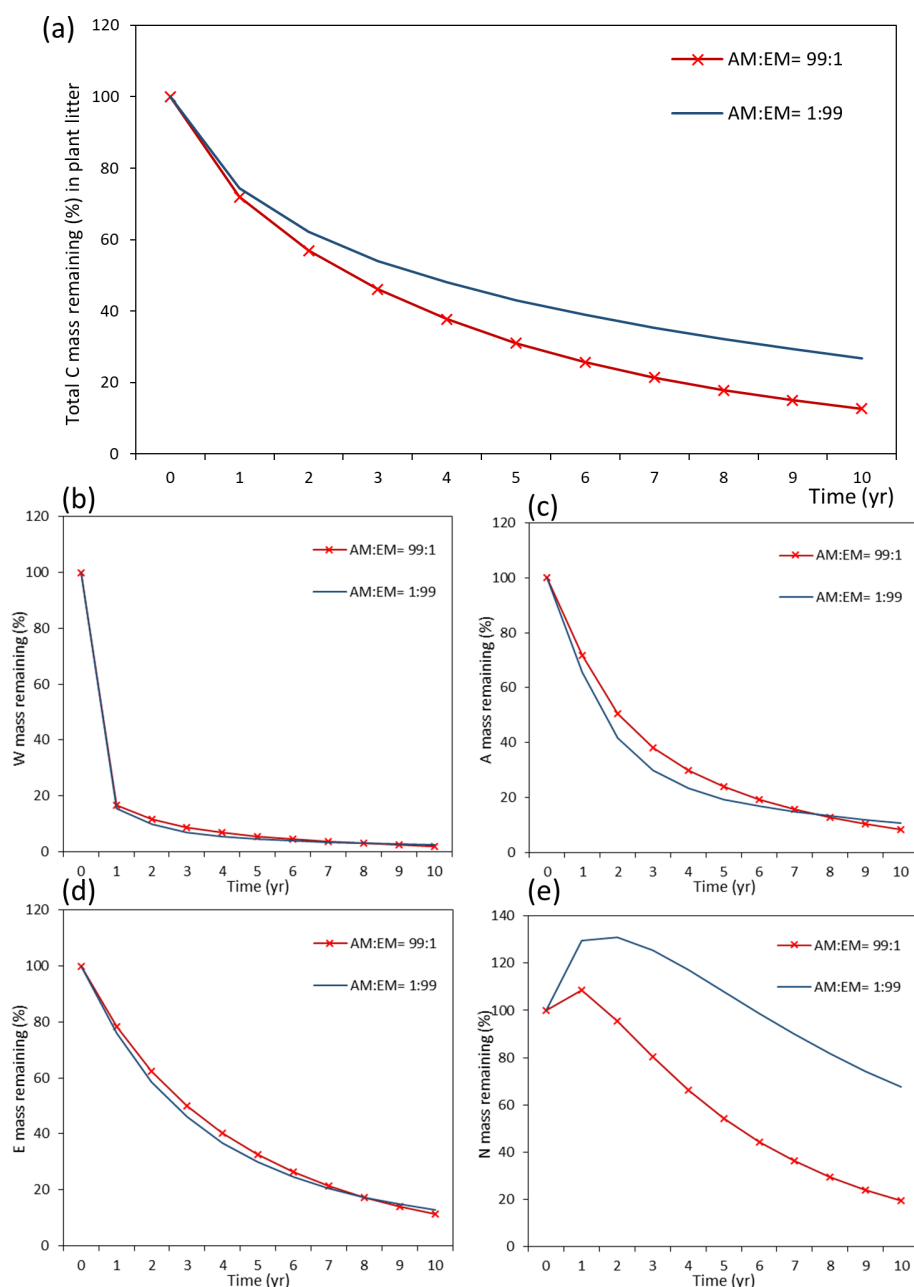 (a)
Total C mass remaining (%) in plant litter
120
100
80
60
40
20
0
AM:EM= 99:1
AM:EM= 1:99
0 1 2 3 4 5 6 7 8 9 10
Time (yr)
(b)
W mass remaining (%)
120
100
80
60
40
20
0
AM:EM= 99:1
AM:EM= 1:99
0 1 2 3 4 5 6 7 8 9 10
Time (yr)
(c)
A mass remaining (%)
120
100
80
60
40
20
0
AM:EM= 99:1
AM:EM= 1:99
0 1 2 3 4 5 6 7 8 9 10
Time (yr)
(d)
E mass remaining (%)
120
100
80
60
40
20
0
AM:EM= 99:1
AM:EM= 1:99
0 1 2 3 4 5 6 7 8 9 10
Time (yr)
(e)
N mass remaining (%)
140
120
100
80
60
40
20
0
AM:EM= 99:1
AM:EM= 1:99
0 1 2 3 4 5 6 7 8 9 10
Time (yr)